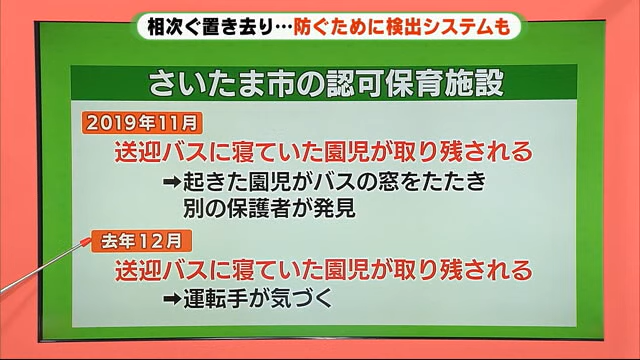 相次ぐ置き去り…防ぐために検出システムも
さいたま市の認可保育施設
2019年11月
送迎バスに寝ていた園児が取り残される
➡起きた園児がバスの窓をたたき
別の保護者が発見
去年12月
送迎バスに寝ていた園児が取り残される
➡運転手が気づく